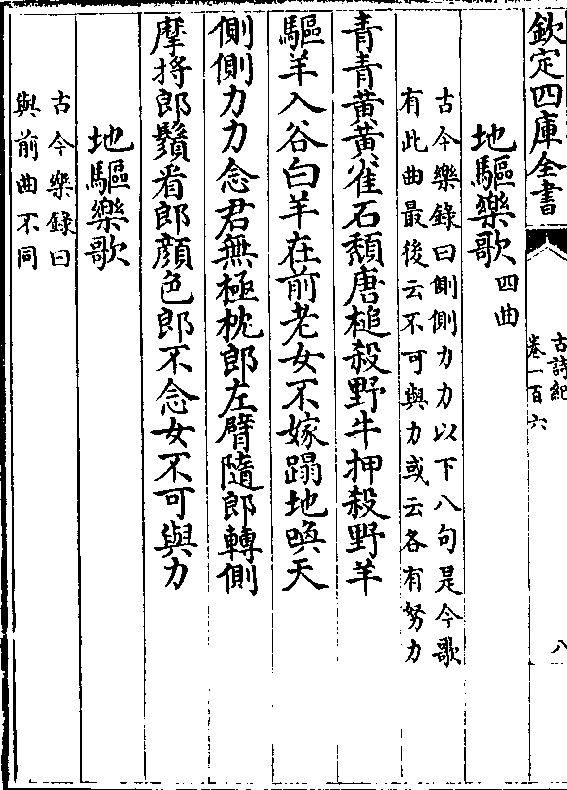 欽定四庫全書
古詩紀
卷一百六
八
地驅樂歌四曲
古今樂錄曰側側力力以下八句是今歌
有此曲最後云不可與力或云各有努力
青青黃黃雀石頽唐槌殺野牛押殺野羊
驅羊入谷白羊在前老女不嫁蹋地喚天
側側力力念君無極枕郎左臂隨郎轉側
摩捋郎鬚看郎顔色郎不念女不可與力
地驅樂歌
古今樂錄曰
與前曲不同